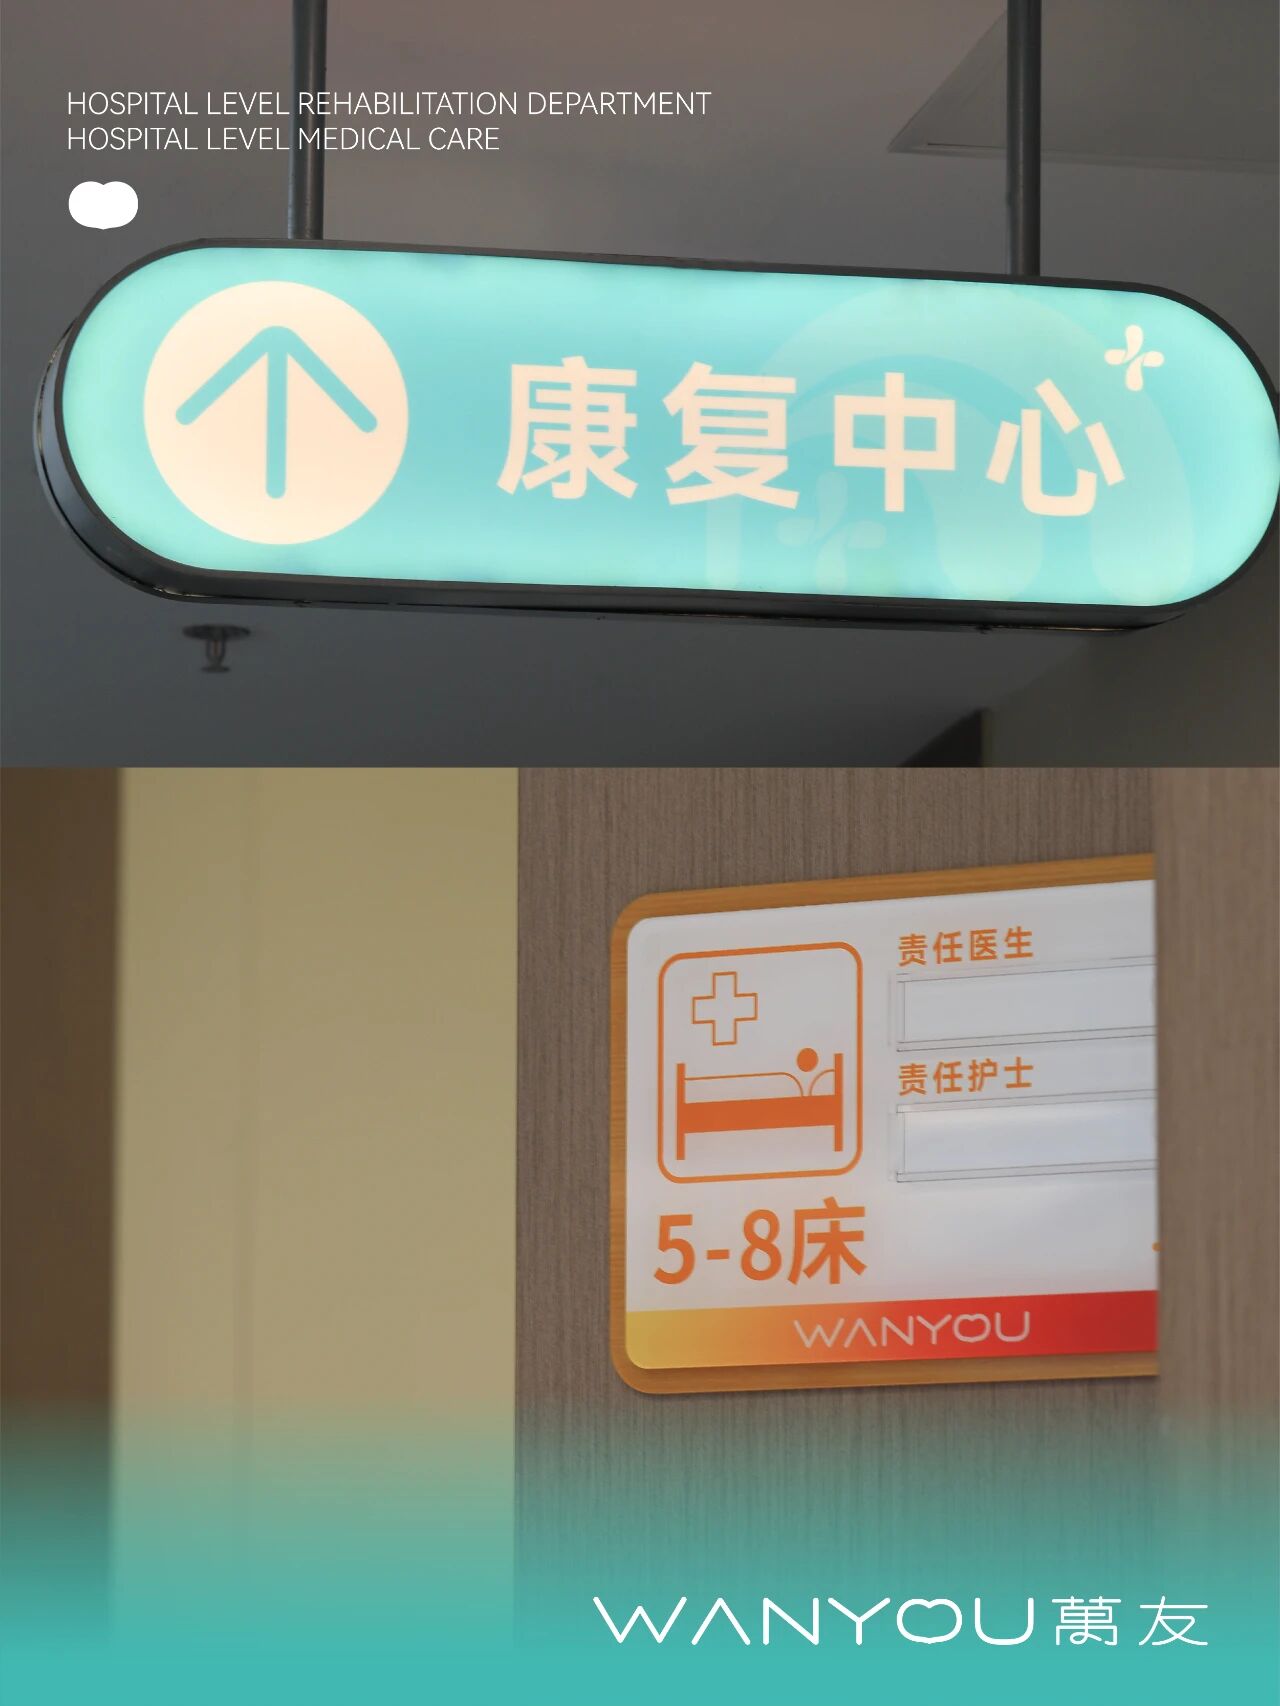 HOSPITAL LEVEL REHABILITATION DEPARTMENT
HOSPITAL LEVEL MEDICAL CARE
康复中心
责任医生
责任护士
5-8床
WANYOU
WANYOU萬友